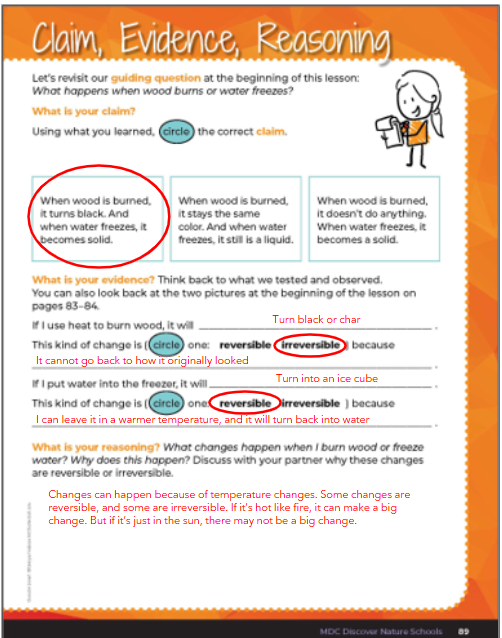 Claim, Evidence, Reasoning
Let's revisit our guiding question at the beginning of this lesson:
What happens when wood burns or water freezes?
What is your claim?
Using what you learned, circle the correct claim.
When wood is burned,
it turns black. And
when water freezes, it
becomes solid.
When wood is burned,
it stays the same
color. And when water
freezes, it still is a liquid.
When wood is burned,
it doesn't do anything.
When water freezes, it
becomes a solid.
What is your evidence? Think back to what we tested and observed.
You can also look back at the two pictures at the beginning of the lesson on
pages 83–84.
If I use heat to burn wood, it will Turn black or char .
This kind of change is ( circle one: reversible irreversible ) because
It cannot go back to how it originally looked .
If I put water into the freezer, it will Turn into an ice cube .
This kind of change is ( circle one: reversible irreversible ) because
I can leave it in a warmer temperature, and it will turn back into water .
What is your reasoning? What changes happen when I burn wood or freeze
water? Why does this happen? Discuss with your partner why these changes
are reversible or irreversible.
Changes can happen because of temperature changes. Some changes are
reversible, and some are irreversible. If it's hot like fire, it can make a big
change. But if it's just in the sun, there may not be a big change.
MDC Discover Nature Schools 89